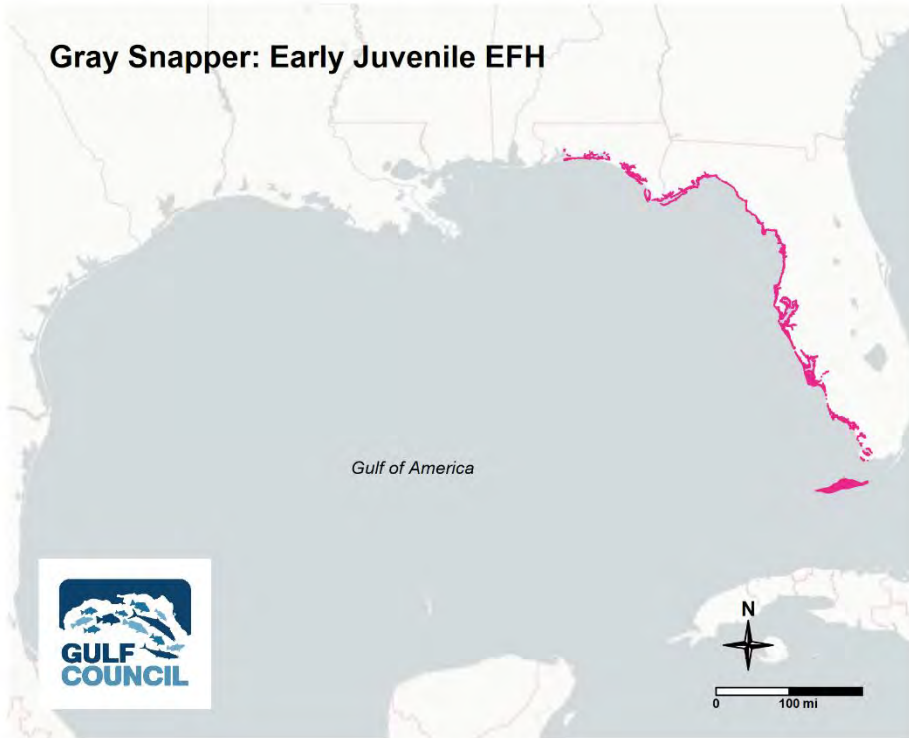 Gray Snapper: Early Juvenile EFH
Gulf of America
GULF
COUNCIL
N
0 100 mi